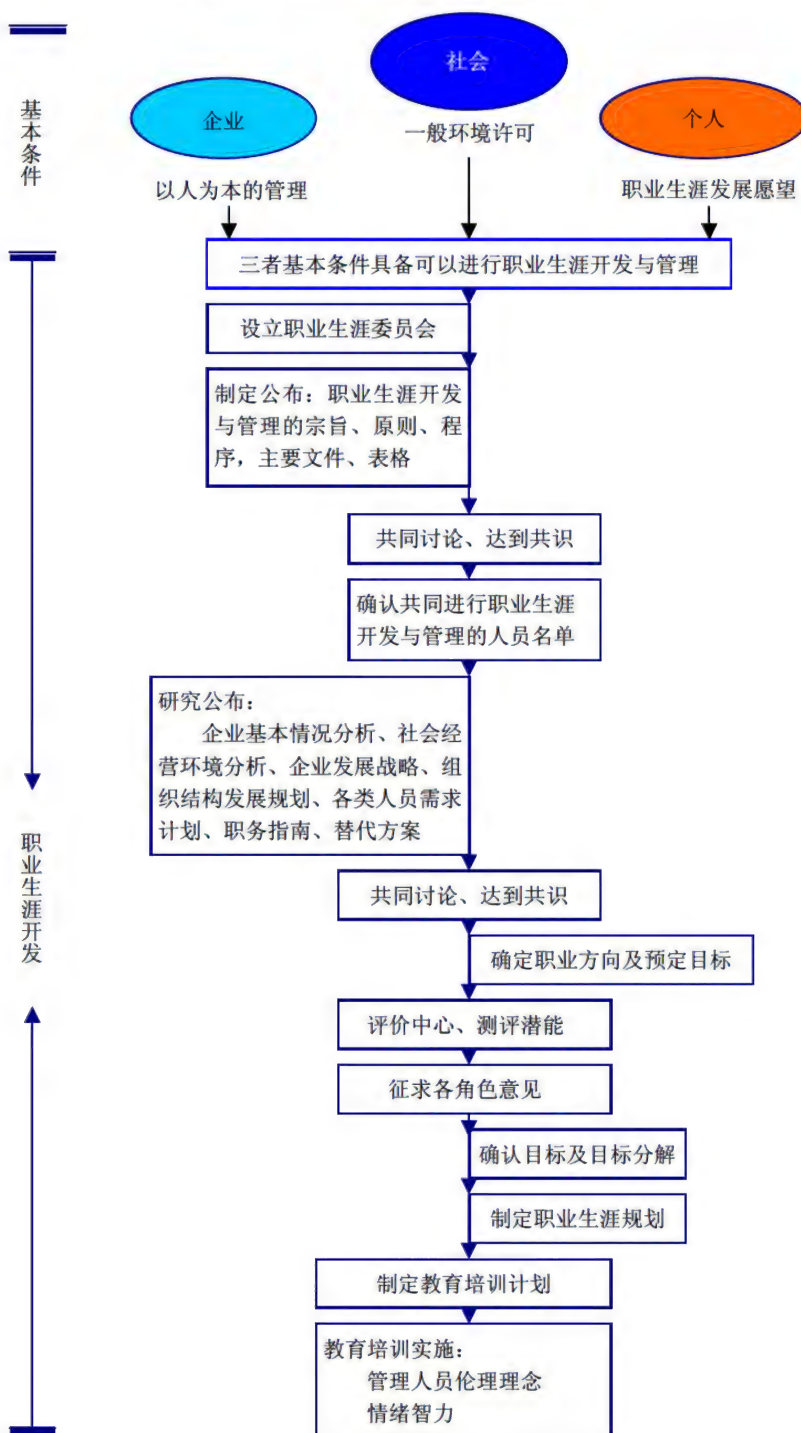 社会
企业
个人
一般环境许可
以人为本的管理
职业生涯发展愿望
基本条件
三者基本条件具备可以进行职业生涯开发与管理
设立职业生涯委员会
制定公布：职业生涯开发
与管理的宗旨、原则、程
序，主要文件、表格
共同讨论、达到共识
确认共同进行职业生涯
开发与管理的人员名单
研究公布：
企业基本情况分析、社会经
营环境分析、企业发展战略、组
织结构发展规划、各类人员需求
计划、职务指南、替代方案
职业生涯开发
共同讨论、达到共识
确定职业方向及预定目标
评价中心、测评潜能
征求各角色意见
确认目标及目标分解
制定职业生涯规划
制定教育培训计划
教育培训实施：
管理人员伦理理念
情绪智力